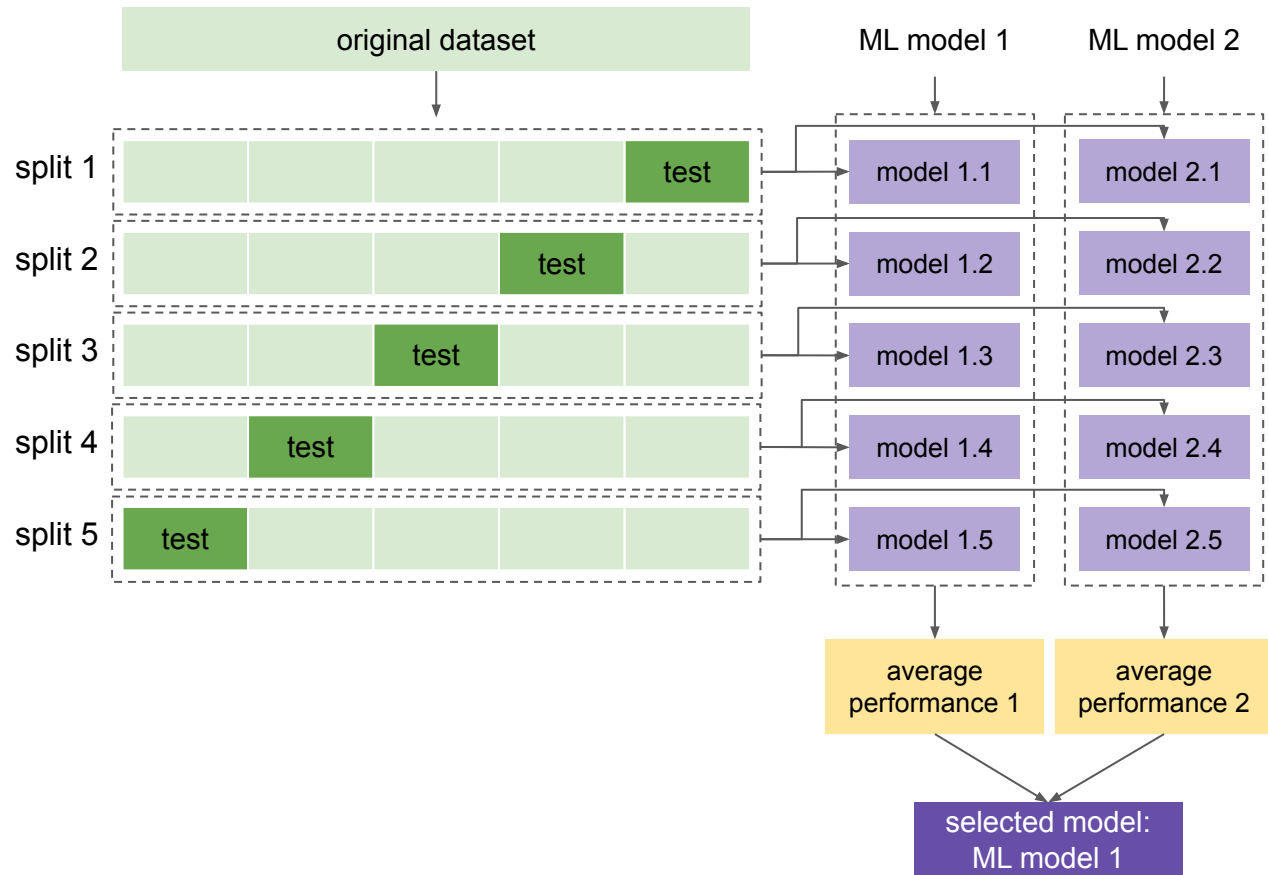 original dataset
ML model 1
ML model 2
split 1
test
model 1.1
model 2.1
split 2
test
model 1.2
model 2.2
split 3
test
model 1.3
model 2.3
split 4
test
model 1.4
model 2.4
split 5
test
model 1.5
model 2.5
average
performance 1
average
performance 2
selected model:
ML model 1